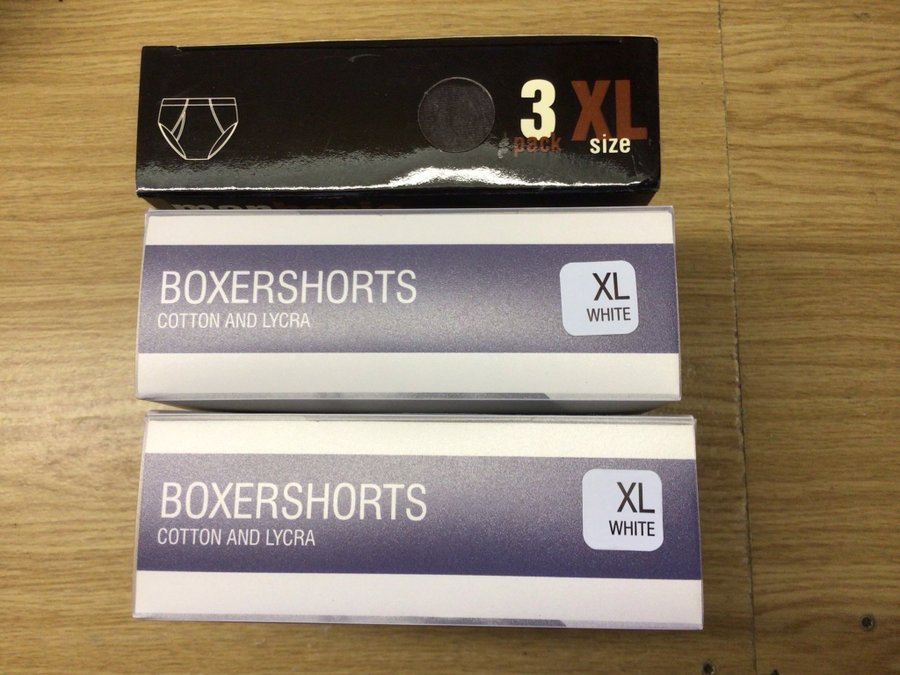 3 XL
pack size
BOXERSHORTS
COTTON AND LYCRA
XL
WHITE
BOXERSHORTS
COTTON AND LYCRA
XL
WHITE